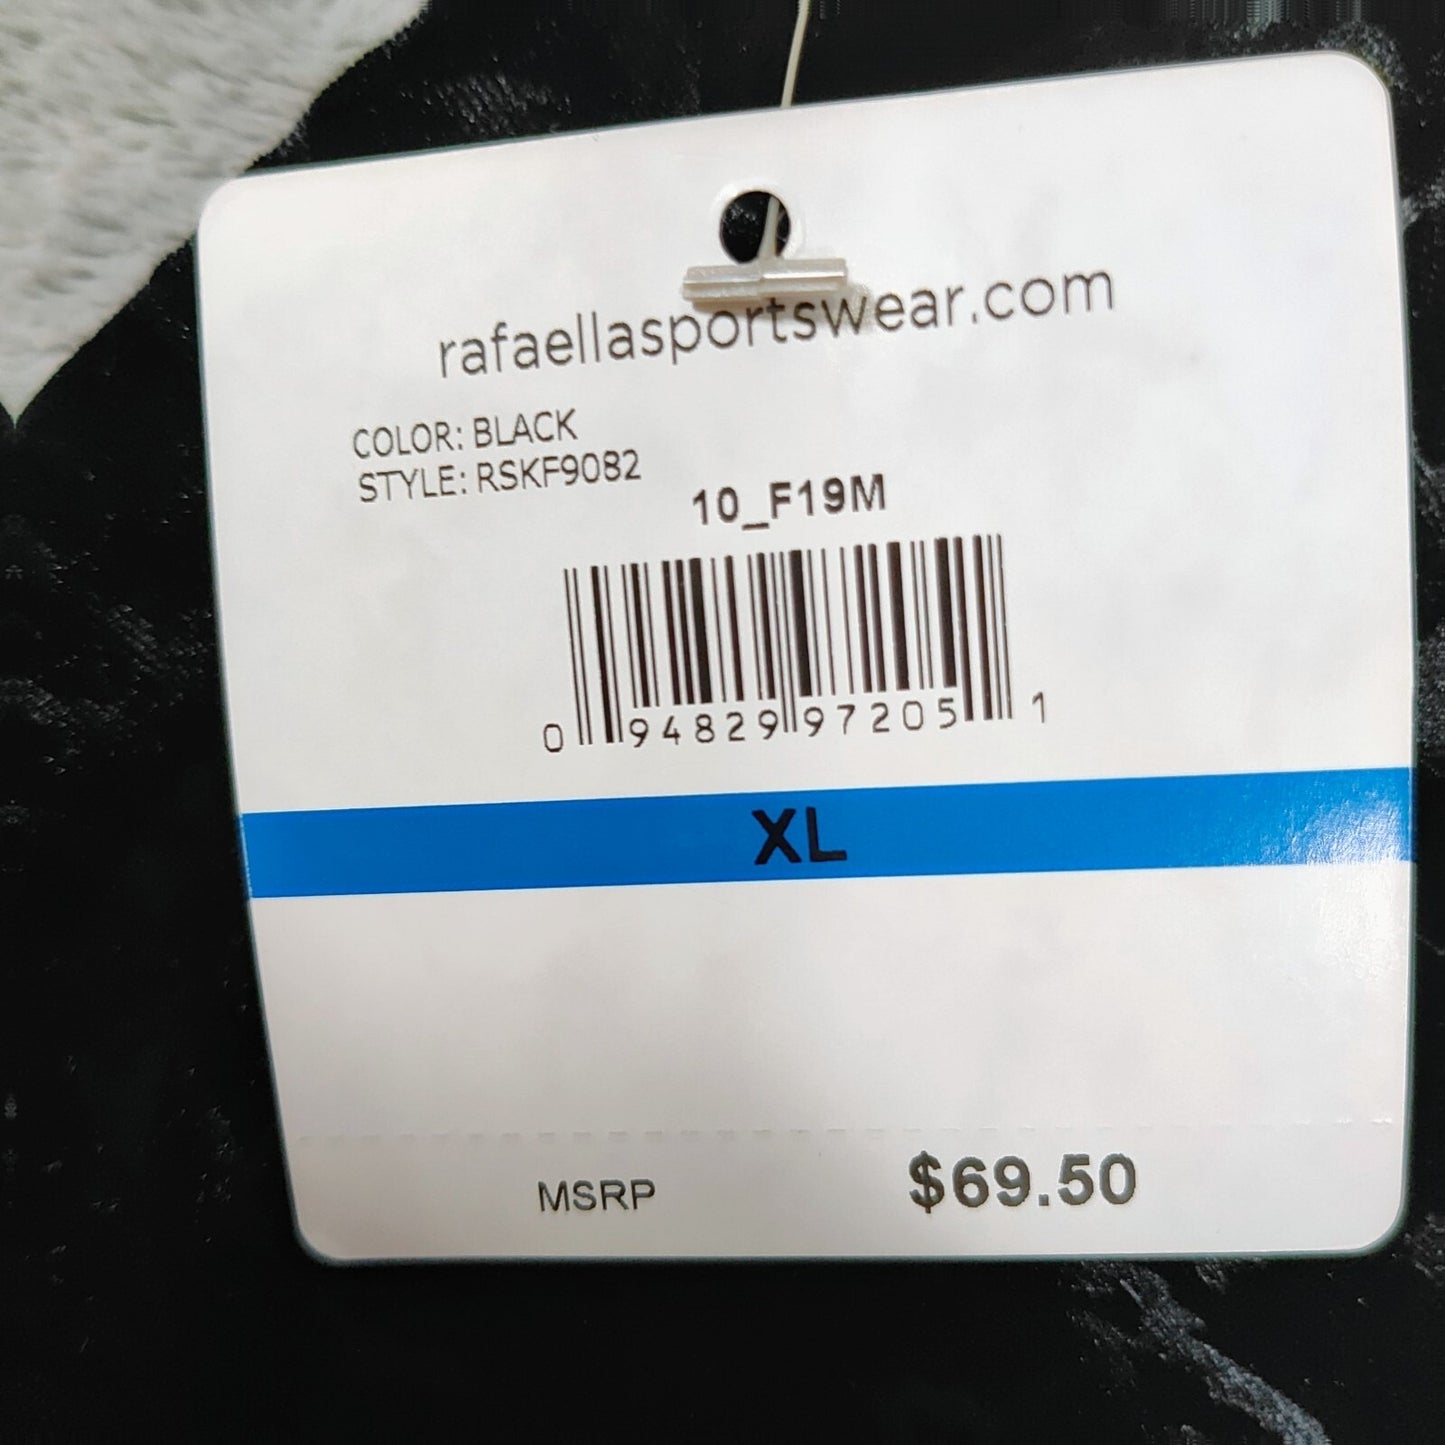 rafaellasportswear.com
COLOR: BLACK
STYLE: RSKF9082
10_F19M
0 94829 97205 1
XL
MSRP $69.50